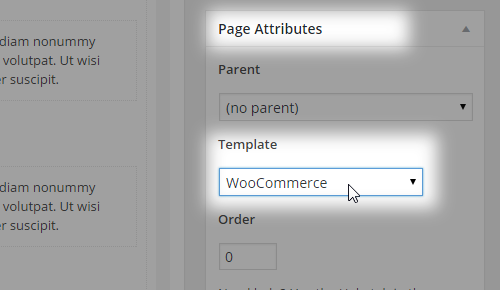 diam nonummy
volutpat. Ut wisi
er suscipit.
diam nonummy
volutpat. Ut wisi
er suscipit.
Page Attributes
Parent
(no parent)
Template
WooCommerce
Order
0